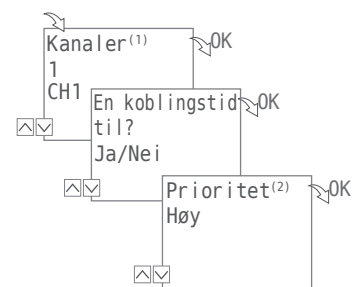 Kanaler(1)
OK
1
CH1
En koblingstid
OK
til?
Ja/Nei
Prioritet(2)
OK
Høy